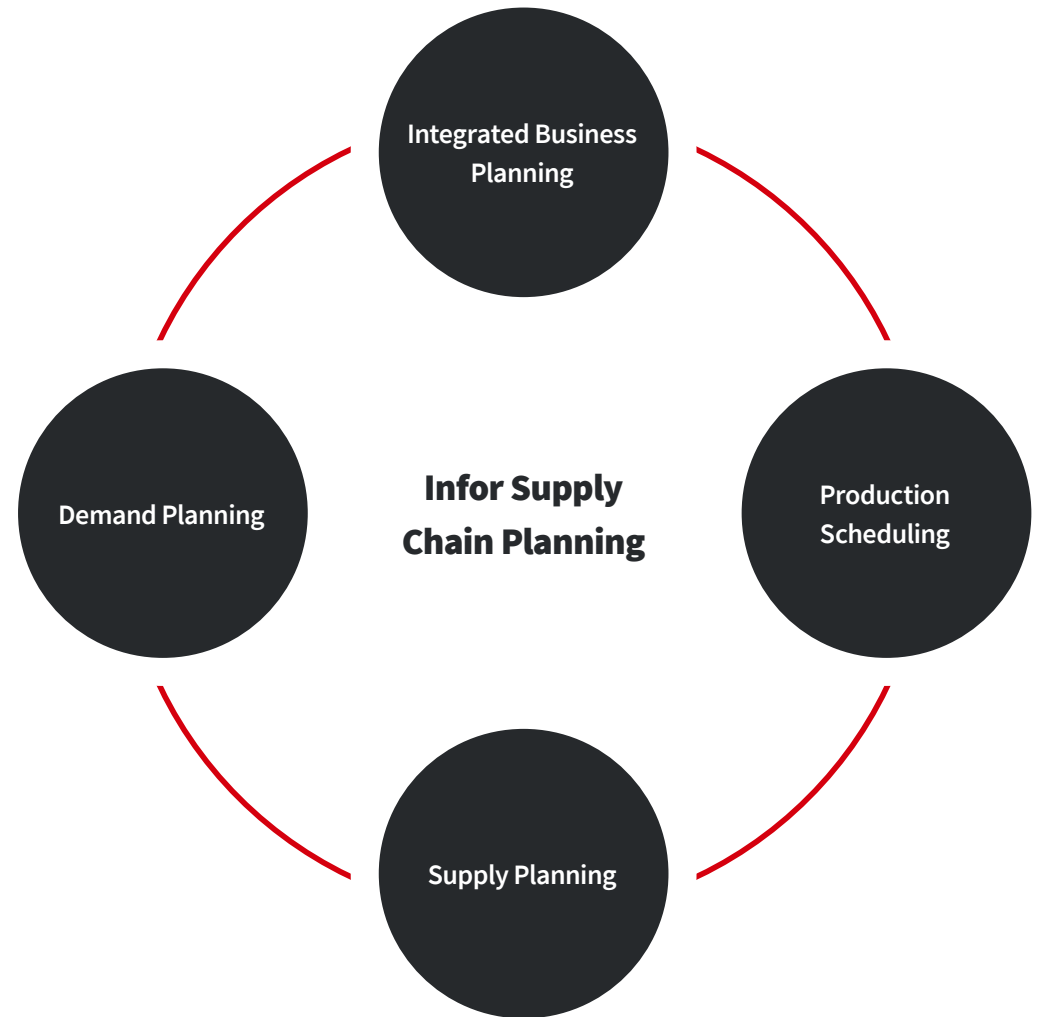 Integrated Business
Planning
Demand Planning
Infor Supply
Chain Planning
Production
Scheduling
Supply Planning